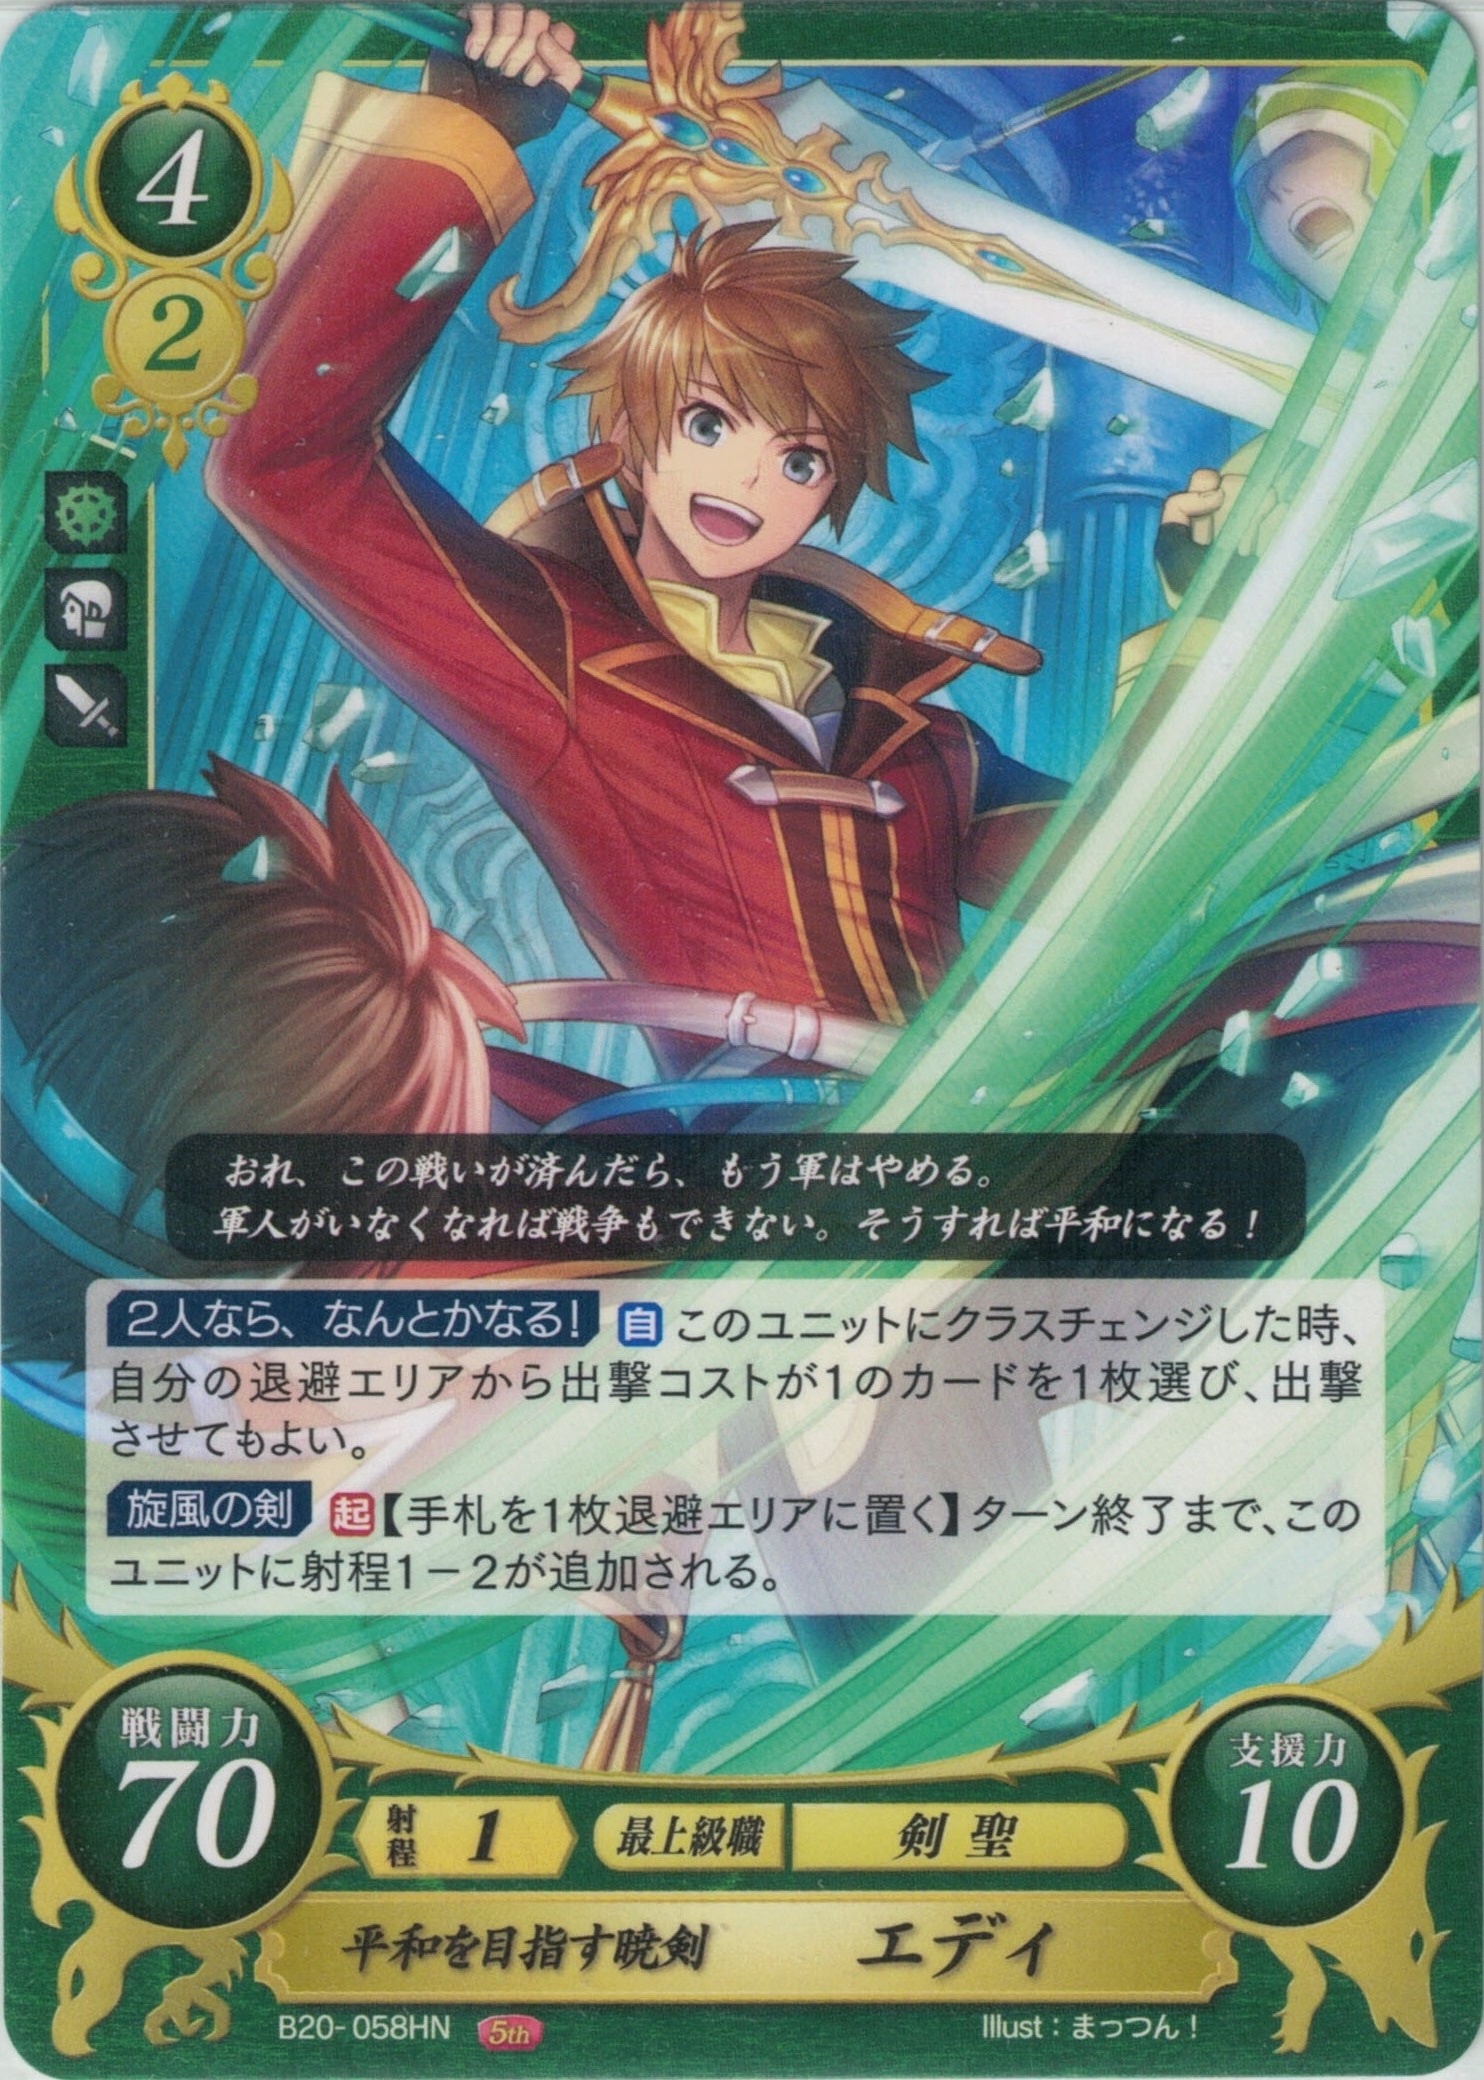 4
2
おれ、この戦いが済んだら、もう軍はやめる。
軍人がいなくなれば戦争もできない。そうすれば平和になる！
2人なら、なんとかなる！ 自 このユニットにクラスチェンジした時、
自分の退避エリアから出撃コストが1のカードを1枚選び、出撃
させてもよい。
旋風の剣 起【手札を1枚退避エリアに置く】ターン終了まで、この
ユニットに射程1－2が追加される。
戦闘力
70
射程 1 最上級職 剣聖
支援力
10
平和を目指す暁剣 エディ
B20-058HN 5th Illust：まっつん！